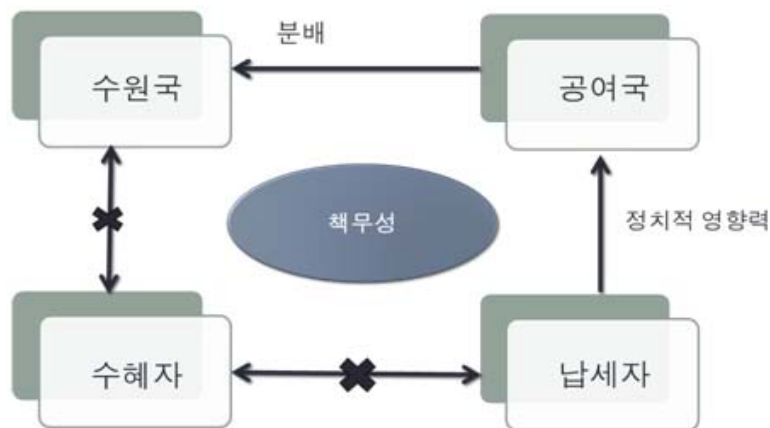 분배
수원국
공여국
책무성
정치적 영향력
수혜자
납세자